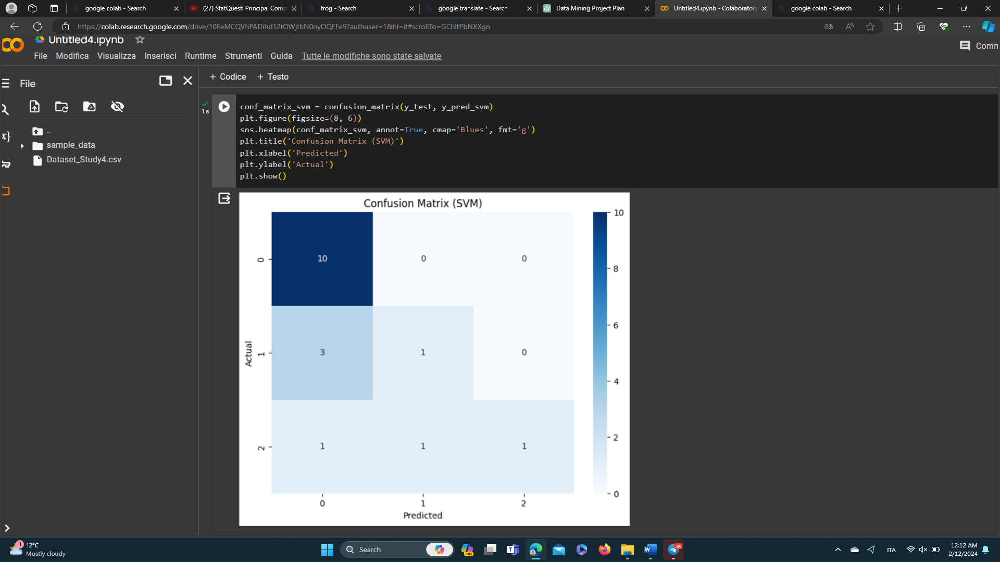 google colab - Search
(27) StatQuest: Principal Comp
frog - Search
google translate - Search
Data Mining Project Plan
Untitled4.ipynb - Colaboratory
google colab - Search
https://colab.research.google.com/drive/10EeMCQVhPADihd12tOWjtbN0nyOQFFe9?authuser=1&hl=it#scrollTo=GChltPbNXXgn
Untitled4.ipynb
Comm
File Modifica Visualizza Inserisci Runtime Strumenti Guida Tutte le modifiche sono state salvate
File
+ Codice + Testo
..
sample_data
Dataset_Study4.csv
1 s
conf_matrix_svm = confusion_matrix(y_test, y_pred_svm)
plt.figure(figsize=(8, 6))
sns.heatmap(conf_matrix_svm, annot=True, cmap='Blues', fmt='g')
plt.title('Confusion Matrix (SVM)')
plt.xlabel('Predicted')
plt.ylabel('Actual')
plt.show()
Confusion Matrix (SVM)
0 10 0 0
Actual
1 3 1 0
2 1 1 1
0 1 2
Predicted
10
8
6
4
2
0
1
12°C
Mostly cloudy
Search
PRE
99
ITA
12:12 AM
2/12/2024